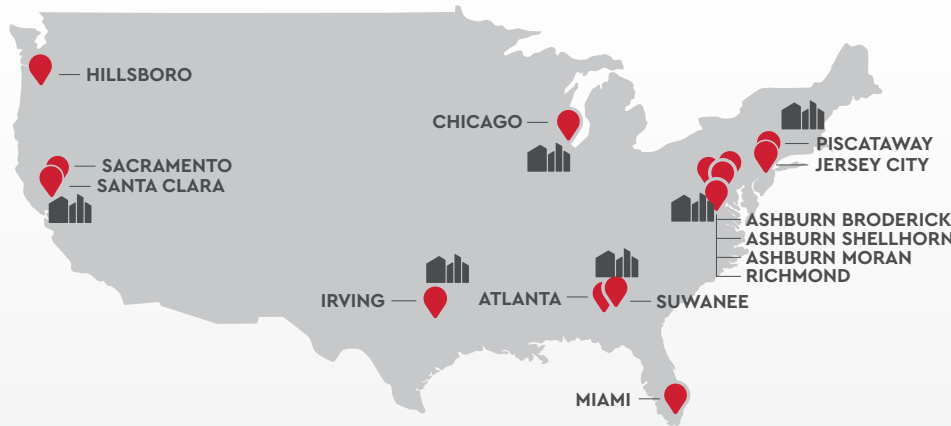 HILLSBORO
CHICAGO
PISCATAWAY
JERSEY CITY
SACRAMENTO
SANTA CLARA
ASHBURN BRODERICK
ASHBURN SHELLHORN
ASHBURN MORAN
RICHMOND
IRVING
ATLANTA
SUWANEE
MIAMI